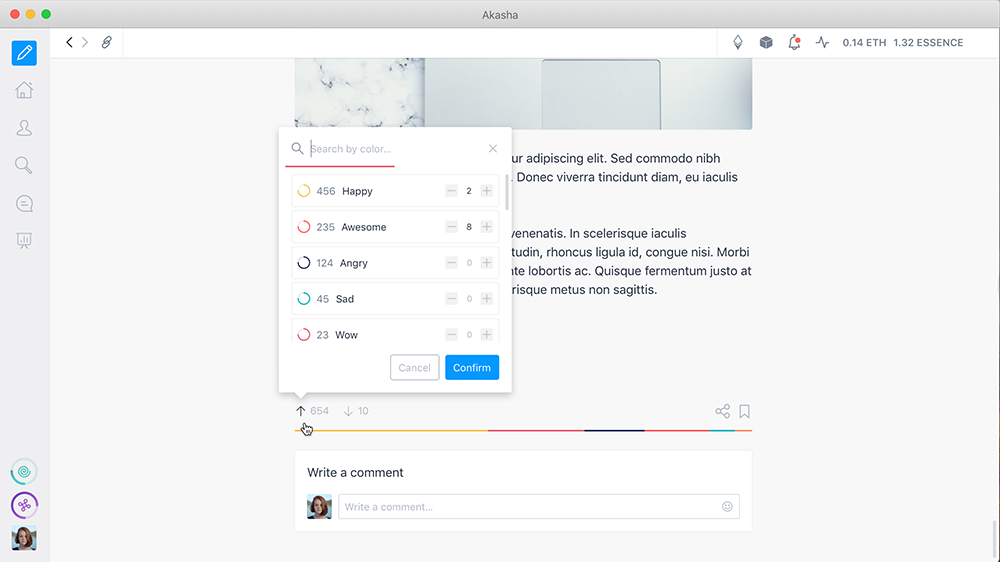 Akasha
0.14 ETH 1.32 ESSENCE
Search by color...
456 Happy 2
235 Awesome 8
124 Angry 0
45 Sad 0
23 Wow 0
Cancel Confirm
ur adipiscing elit. Sed commodo nibh
. Donec viverra tincidunt diam, eu iaculis
venenatis. In scelerisque iaculis
tudin, rhoncus ligula id, congue nisi. Morbi
nte lobortis ac. Quisque fermentum justo at
erisque metus non sagittis.
654 10
Write a comment
Write a comment...